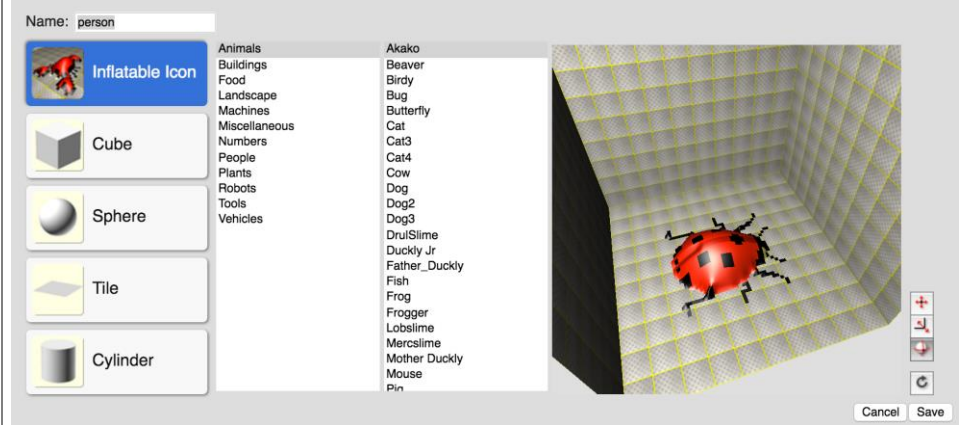 Name: person
Inflatable Icon
Cube
Sphere
Tile
Cylinder
Animals
Buildings
Food
Landscape
Machines
Miscellaneous
Numbers
People
Plants
Robots
Tools
Vehicles
Akako
Beaver
Birdy
Bug
Butterfly
Cat
Cat3
Cat4
Cow
Dog
Dog2
Dog3
DrulSlime
Duckly Jr
Father_Duckly
Fish
Frog
Frogger
Lobslime
Mercslime
Mother Duckly
Mouse
Pig
Cancel
Save